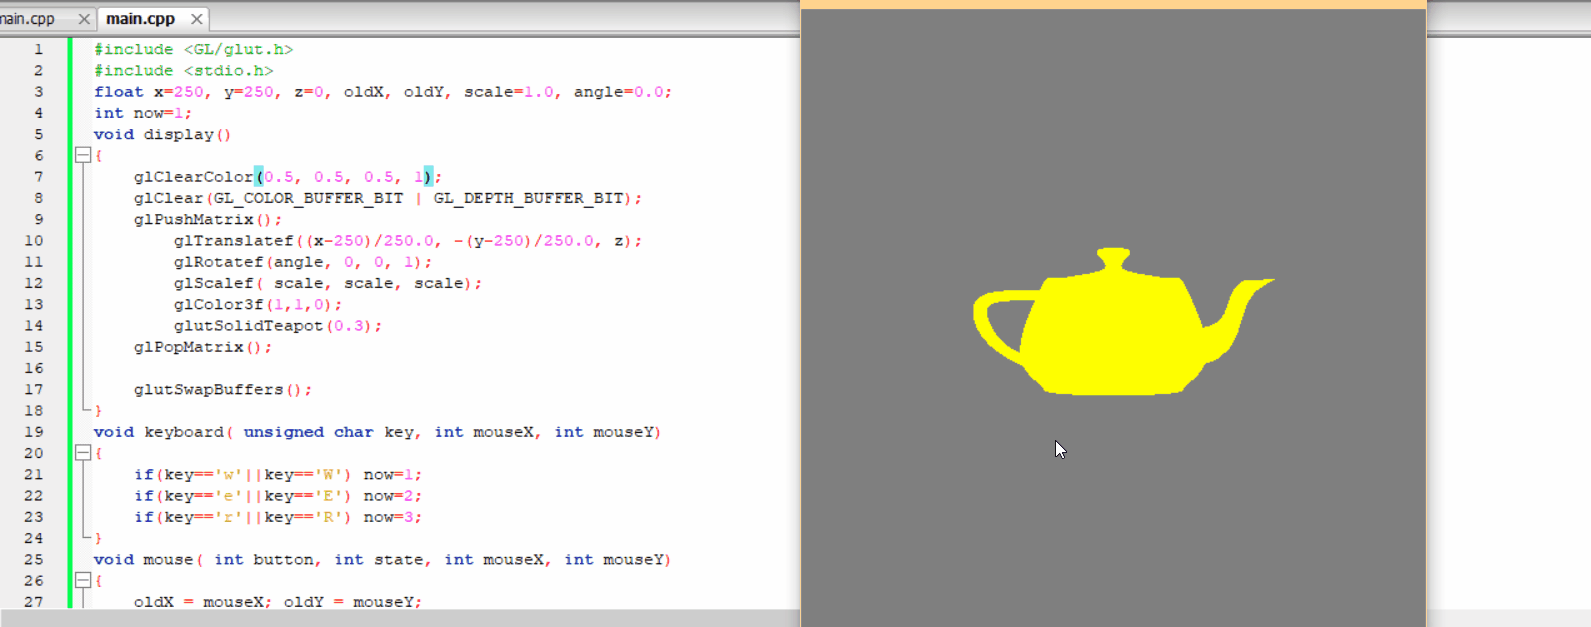 main.cpp main.cpp
1 #include <GL/glut.h>
2 #include <stdio.h>
3 float x=250, y=250, z=0, oldX, oldY, scale=1.0, angle=0.0;
4 int now=1;
5 void display()
6 {
7 glClearColor(0.5, 0.5, 0.5, 1);
8 glClear(GL_COLOR_BUFFER_BIT | GL_DEPTH_BUFFER_BIT);
9 glPushMatrix();
10 glTranslatef((x-250)/250.0, -(y-250)/250.0, z);
11 glRotatef(angle, 0, 0, 1);
12 glScalef( scale, scale, scale);
13 glColor3f(1,1,0);
14 glutSolidTeapot(0.3);
15 glPopMatrix();
16
17 glutSwapBuffers();
18 }
19 void keyboard( unsigned char key, int mouseX, int mouseY)
20 {
21 if(key=='w'||key=='W') now=1;
22 if(key=='e'||key=='E') now=2;
23 if(key=='r'||key=='R') now=3;
24 }
25 void mouse( int button, int state, int mouseX, int mouseY)
26 {
27 oldX = mouseX; oldY = mouseY;